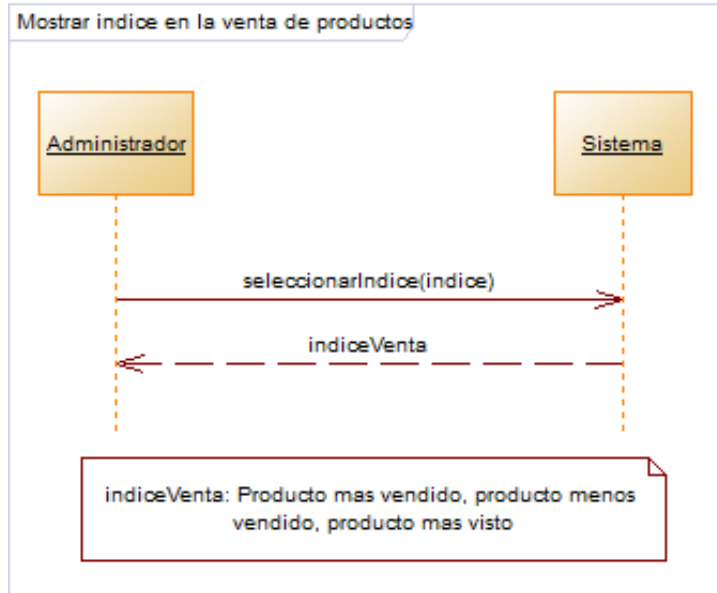 Mostrar indice en la venta de productos
Administrador
Sistema
seleccionarIndice(indice)
indiceVenta
indiceVenta: Producto mas vendido, producto menos
vendido, producto mas visto